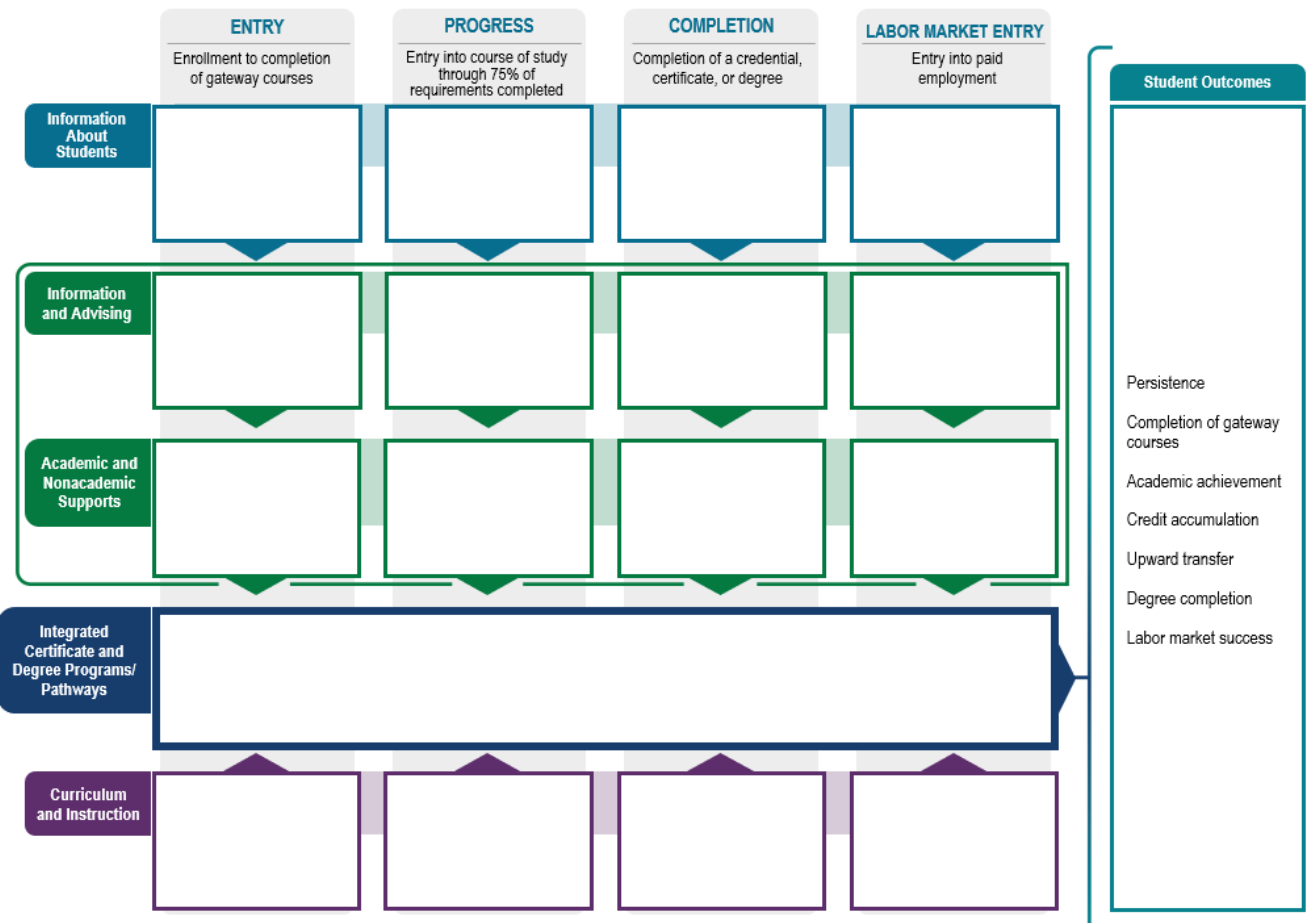 ENTRY
Enrollment to completion
of gateway courses
PROGRESS
Entry into course of study
through 75% of
requirements completed
COMPLETION
Completion of a credential,
certificate, or degree
LABOR MARKET ENTRY
Entry into paid
employment
Student Outcomes
Information
About
Students
Information
and Advising
Academic and
Nonacademic
Supports
Integrated
Certificate and
Degree Programs/
Pathways
Curriculum
and Instruction
Persistence
Completion of gateway
courses
Academic achievement
Credit accumulation
Upward transfer
Degree completion
Labor market success